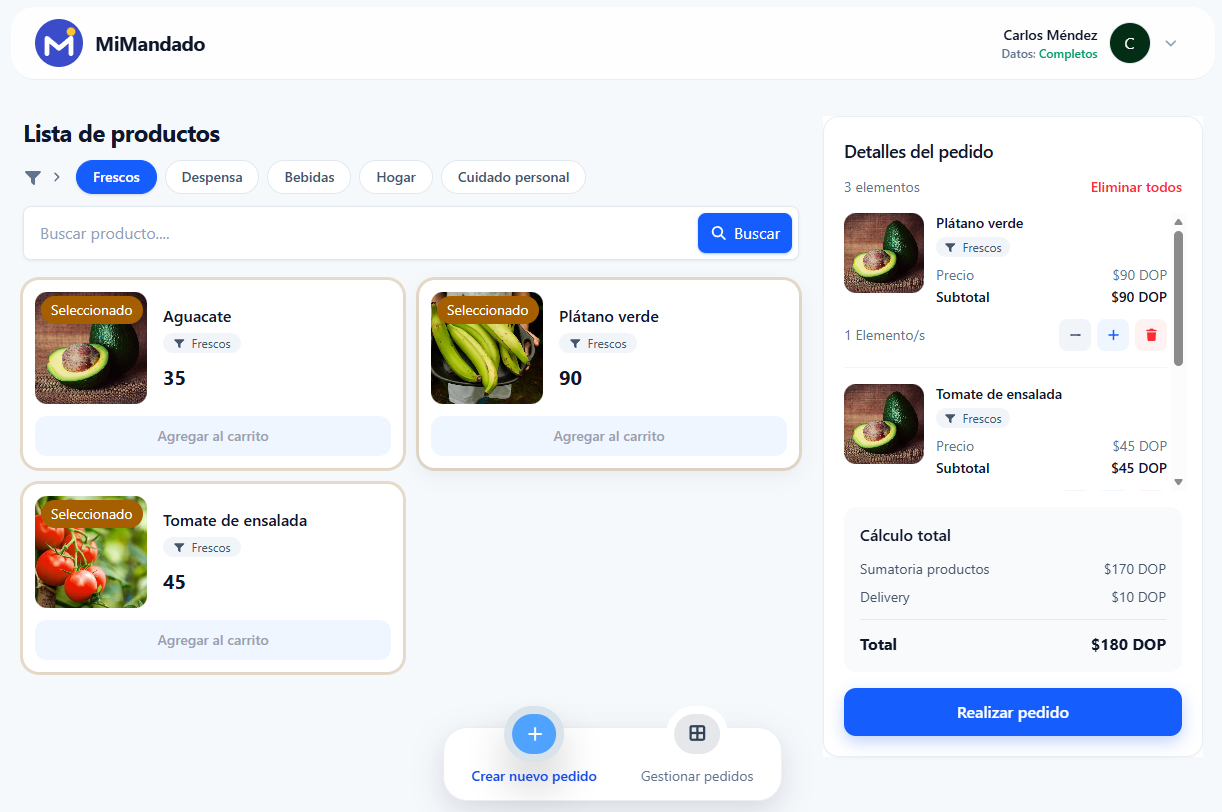 MiMandado
Carlos Méndez
Datos: Completos
C
Lista de productos
Frescos
Despensa
Bebidas
Hogar
Cuidado personal
Buscar producto....
Buscar
Seleccionado
Aguacate
Frescos
35
Agregar al carrito
Seleccionado
Plátano verde
Frescos
90
Agregar al carrito
Seleccionado
Tomate de ensalada
Frescos
45
Agregar al carrito
Detalles del pedido
3 elementos
Eliminar todos
Plátano verde
Frescos
Precio $90 DOP
Subtotal $90 DOP
1 Elemento/s
Tomate de ensalada
Frescos
Precio $45 DOP
Subtotal $45 DOP
Cálculo total
Sumatoria productos $170 DOP
Delivery $10 DOP
Total $180 DOP
Realizar pedido
Crear nuevo pedido
Gestionar pedidos